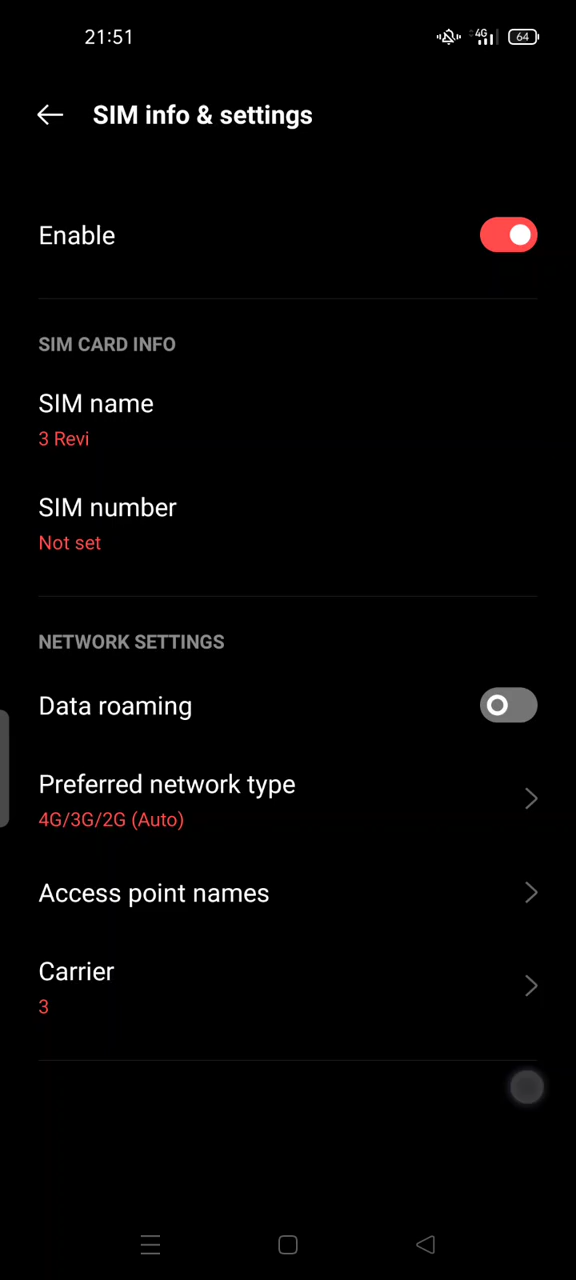 21:51
4G
64
SIM info & settings
Enable
SIM CARD INFO
SIM name
3 Revi
SIM number
Not set
NETWORK SETTINGS
Data roaming
Preferred network type
4G/3G/2G (Auto)
Access point names
Carrier
3